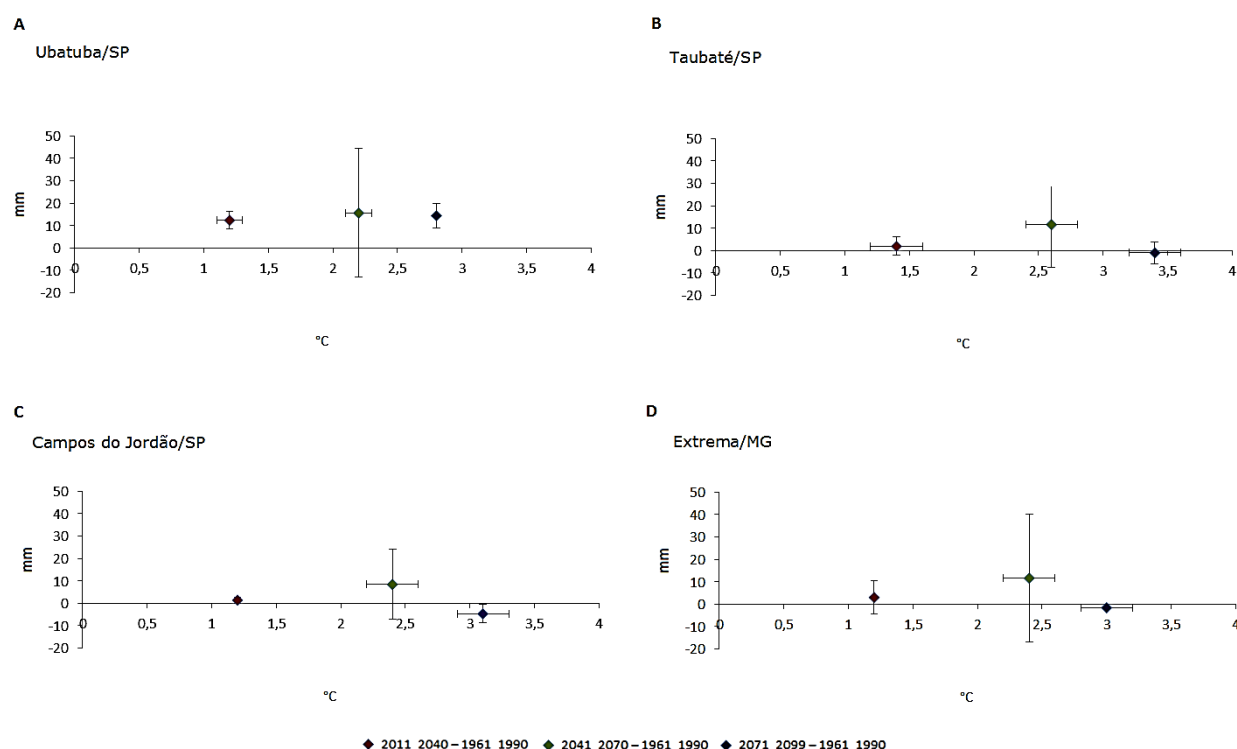 A
Ubatuba/SP
50
40
30
20
10
0
-10
-20
mm
0 0,5 1 1,5 2 2,5 3 3,5 4
°C
B
Taubaté/SP
50
40
30
20
10
0
-10
-20
mm
0 0,5 1 1,5 2 2,5 3 3,5 4
°C
C
Campos do Jordão/SP
50
40
30
20
10
0
-10
-20
mm
0 0,5 1 1,5 2 2,5 3 3,5 4
°C
D
Extrema/MG
50
40
30
20
10
0
-10
-20
mm
0 0,5 1 1,5 2 2,5 3 3,5 4
°C
2011 2040 – 1961 1990 2041 2070 – 1961 1990 2071 2099 – 1961 1990